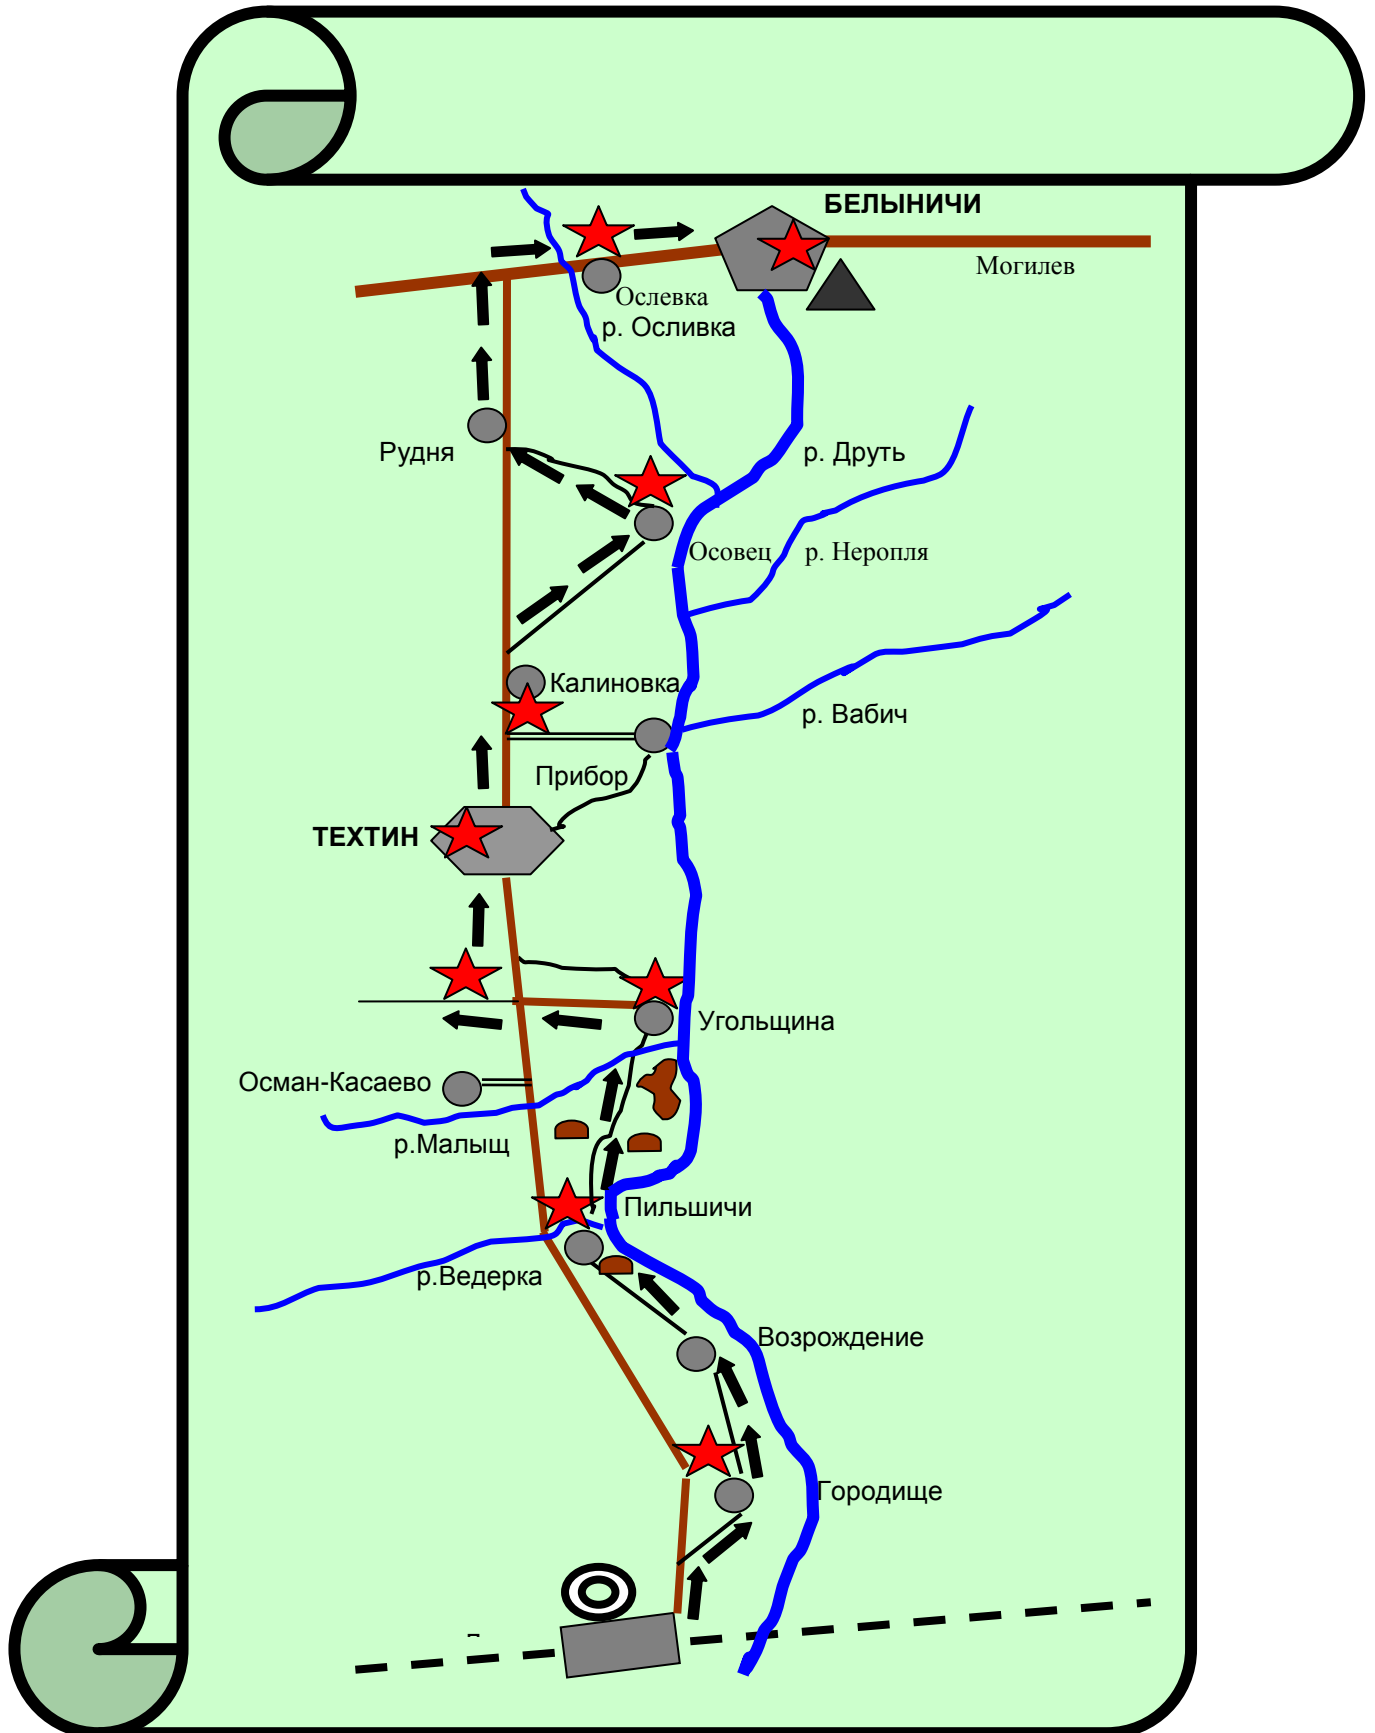 БЕЛЫНИЧИ
Могилев
Ослевка
р. Осливка
Рудня
р. Друть
Осовец
р. Неропля
Калиновка
р. Вабич
Прибор
ТЕХТИН
Угольщина
Осман-Касаево
р.Малыщ
Пильшичи
р.Ведерка
Возрождение
Городище